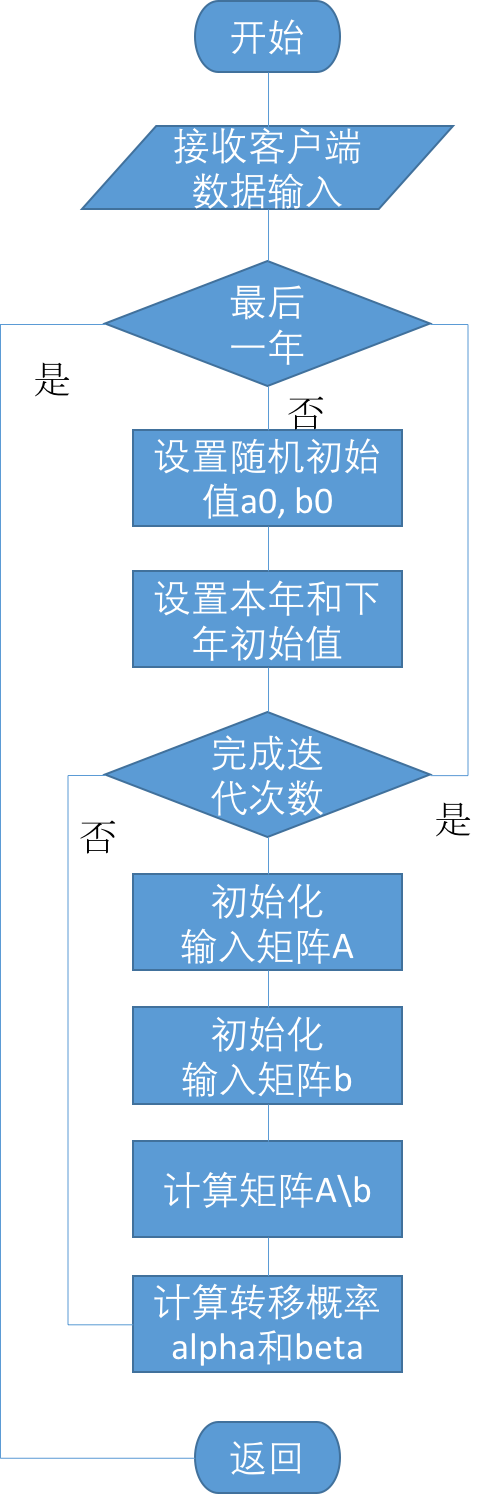 开始
接收客户端
数据输入
最后
一年
是
否
设置随机初始
值a0, b0
设置本年和下
年初始值
完成迭
代次数
是
否
初始化
输入矩阵A
初始化
输入矩阵b
计算矩阵A\b
计算转移概率
alpha和beta
返回